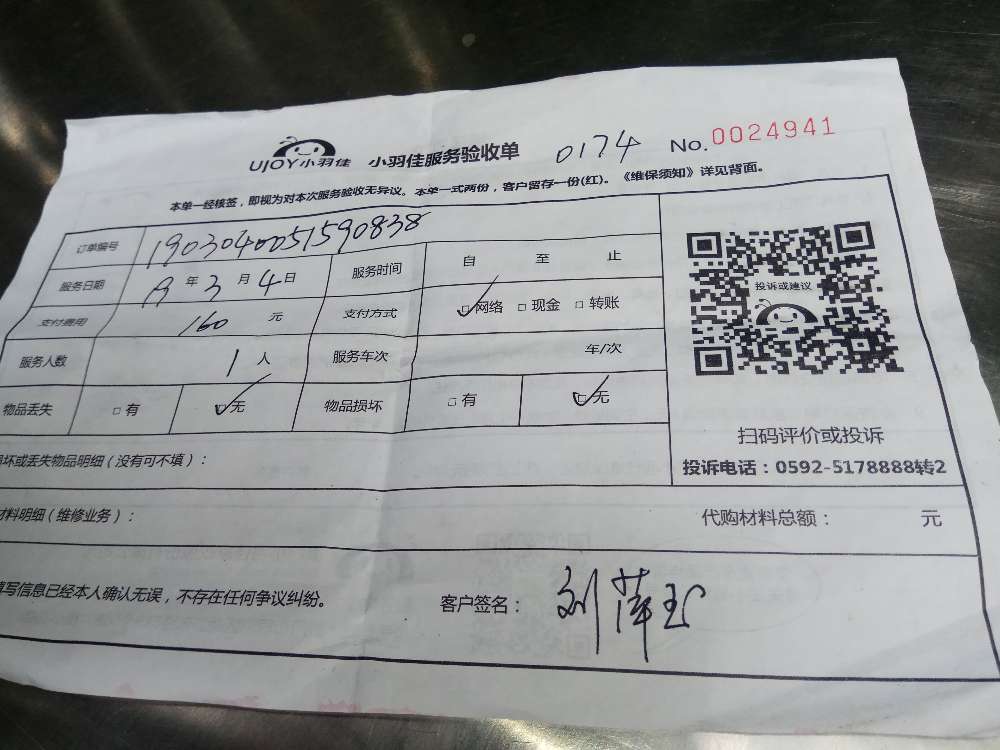 UJOY小羽佳 小羽佳服务验收单 0174 No.0024941
本单一经核签，即视为对本次服务验收无异议。本单一式两份，客户留存一份(红)。《维保须知》详见背面。
订单编号 1903040051590838
服务日期 19 年 3 月 4 日 服务时间 自 至 止
支付费用 160 元 支付方式 网络 现金 转账
服务人数 1 人 服务车次 车/次
物品丢失 有 无 物品损坏 有 无
投诉或建议
扫码评价或投诉
投诉电话：0592-5178888转2
坏或丢失物品明细（没有可不填）：
材料明细（维修业务）： 代购材料总额： 元
填写信息已经本人确认无误，不存在任何争议纠纷。
客户签名： 刘萍玉